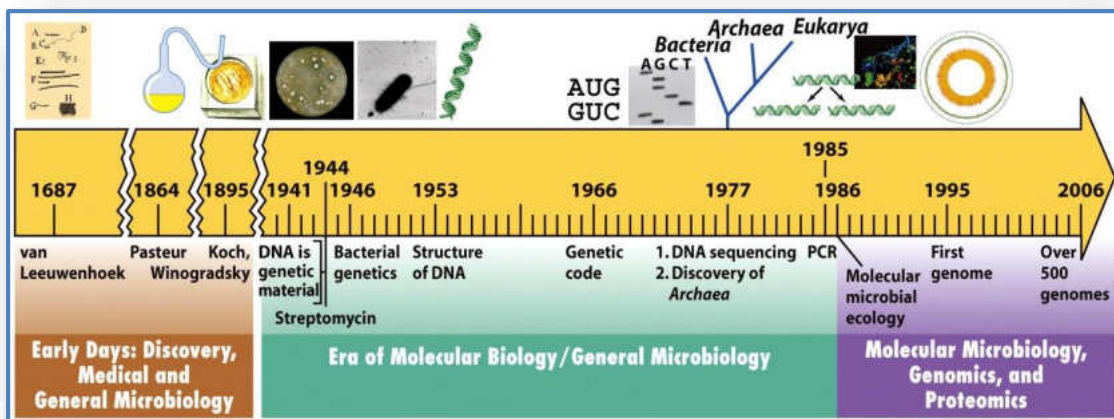 A
B
C
D
E
F
G
H
AUG
GUC
A G C T
Bacteria
Archaea
Eukarya
1687
1864
1895
1941
1944
1946
1953
1966
1977
1985
1986
1995
2006
van
Leeuwenhoek
Pasteur
Koch,
Winogradsky
DNA is
genetic
material
Streptomycin
Bacterial
genetics
Structure
of DNA
Genetic
code
1. DNA sequencing
2. Discovery of
Archaea
PCR
Molecular
microbial
ecology
First
genome
Over
500
genomes
Early Days: Discovery,
Medical and
General Microbiology
Era of Molecular Biology/General Microbiology
Molecular Microbiology,
Genomics, and
Proteomics